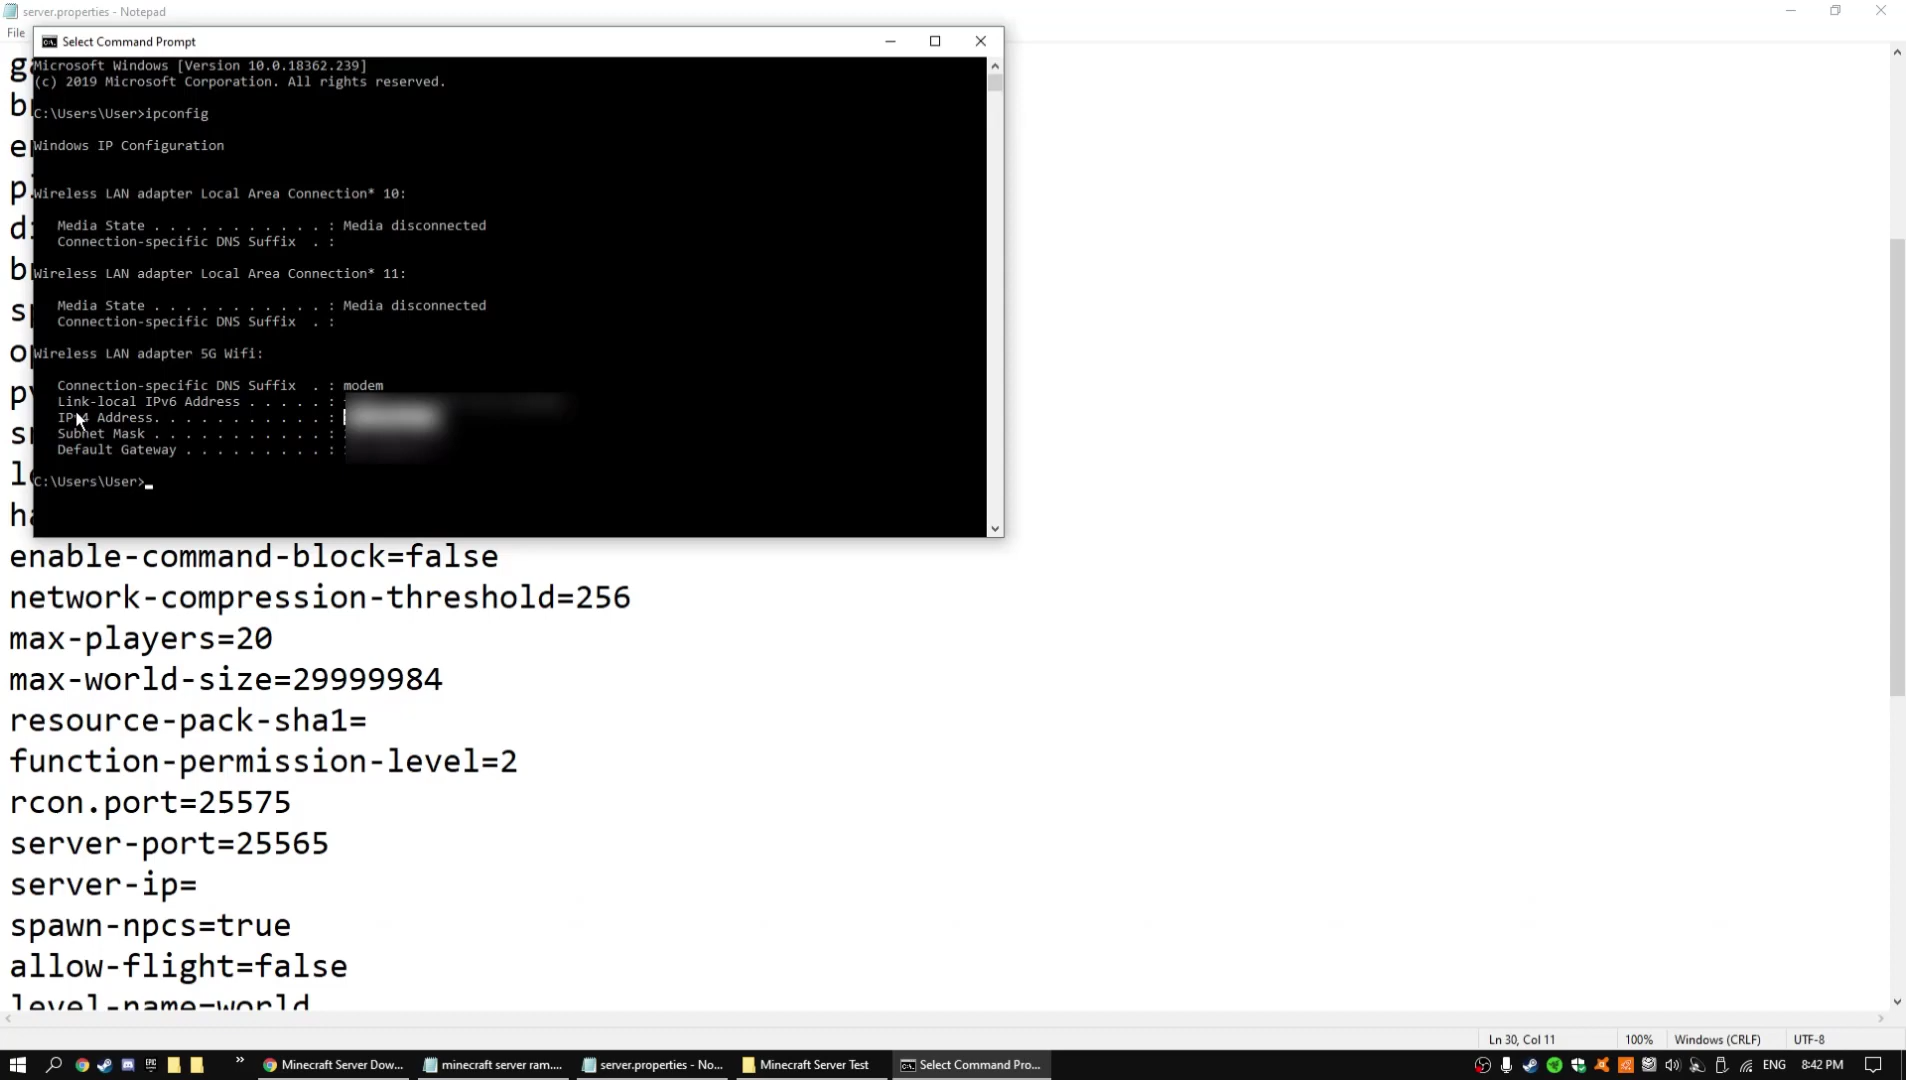 server.properties - Notepad
File
Select Command Prompt
Microsoft Windows [Version 10.0.18362.239]
(c) 2019 Microsoft Corporation. All rights reserved.
C:\Users\User>ipconfig
Windows IP Configuration
Wireless LAN adapter Local Area Connection* 10:
Media State . . . . . . . . . . . : Media disconnected
Connection-specific DNS Suffix  . :
Wireless LAN adapter Local Area Connection* 11:
Media State . . . . . . . . . . . : Media disconnected
Connection-specific DNS Suffix  . :
Wireless LAN adapter 5G Wifi:
Connection-specific DNS Suffix  . : modem
Link-local IPv6 Address . . . . . :
IPv4 Address. . . . . . . . . . . :
Subnet Mask . . . . . . . . . . . :
Default Gateway . . . . . . . . . :
C:\Users\User>
enable-command-block=false
network-compression-threshold=256
max-players=20
max-world-size=29999984
resource-pack-sha1=
function-permission-level=2
rcon.port=25575
server-port=25565
server-ip=
spawn-npcs=true
allow-flight=false
level-name=world
Ln 30, Col 11
100%
Windows (CRLF)
UTF-8
Minecraft Server Dow...
minecraft server ram....
server.properties - No...
Minecraft Server Test
Select Command Pro...
ENG
8:42 PM